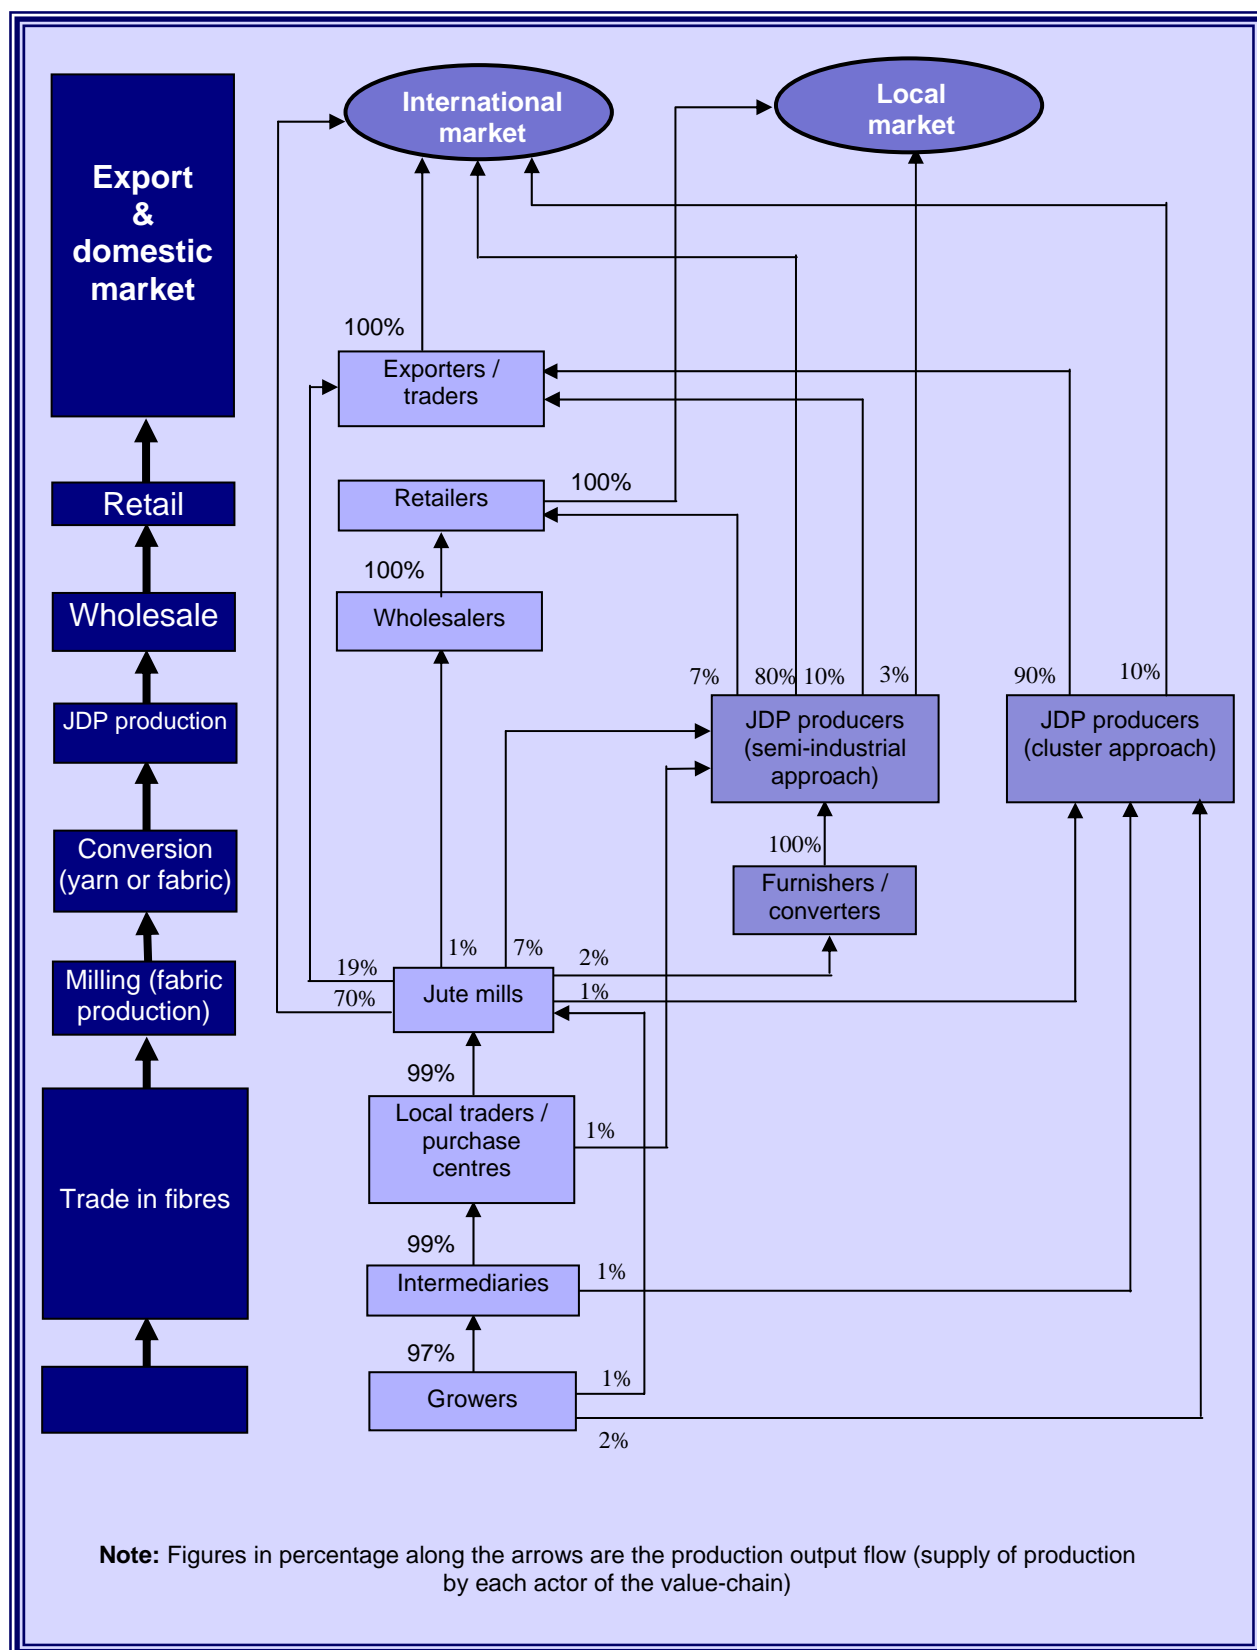 International
market
Local
market
Export
&
domestic
market
100%
Exporters /
traders
Retail
Retailers
100%
100%
Wholesale
Wholesalers
7%
80%
10%
3%
90%
10%
JDP production
JDP producers
(semi-industrial
approach)
JDP producers
(cluster approach)
Conversion
(yarn or fabric)
100%
Furnishers /
converters
1%
7%
2%
19%
70%
1%
Milling (fabric
production)
Jute mills
99%
Local traders /
purchase
centres
1%
Trade in fibres
99%
Intermediaries
1%
97%
Growers
1%
2%
Note: Figures in percentage along the arrows are the production output flow (supply of production
by each actor of the value-chain)